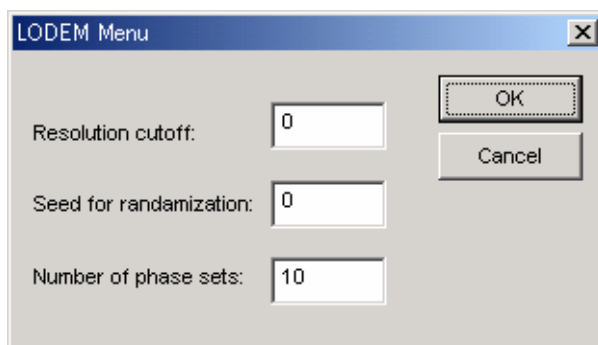 LODEM Menu
Resolution cutoff: 0
OK
Cancel
Seed for randamization: 0
Number of phase sets: 10